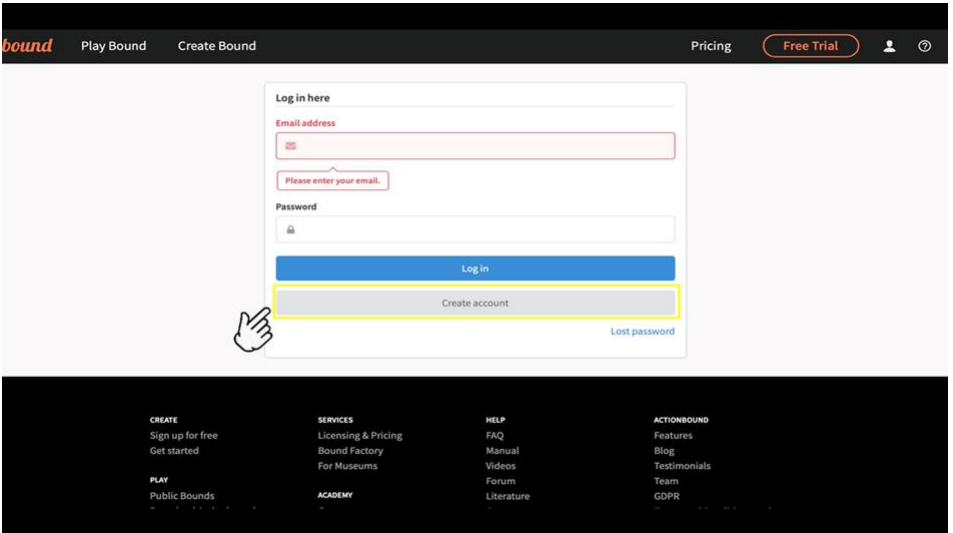 bound Play Bound Create Bound Pricing Free Trial
Log in here
Email address
Please enter your email.
Password
Log in
Create account
Lost password
CREATE
Sign up for free
Get started
PLAY
Public Bounds
SERVICES
Licensing & Pricing
Bound Factory
For Museums
ACADEMY
HELP
FAQ
Manual
Videos
Forum
Literature
ACTIONBOUND
Features
Blog
Testimonials
Team
GDPR